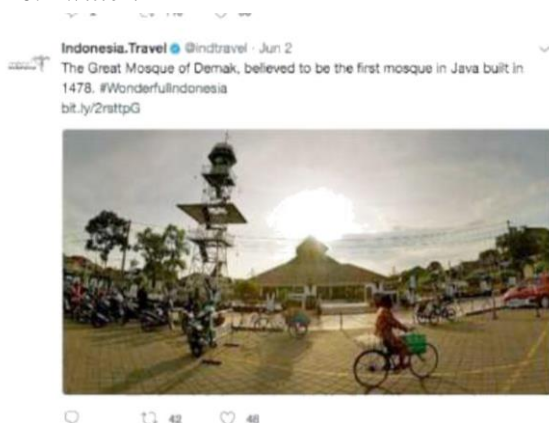 Indonesia.Travel @indtravel · Jun 2
The Great Mosque of Demak, believed to be the first mosque in Java built in
1478. #WonderfulIndonesia
bit.ly/2rsttpG
42 46